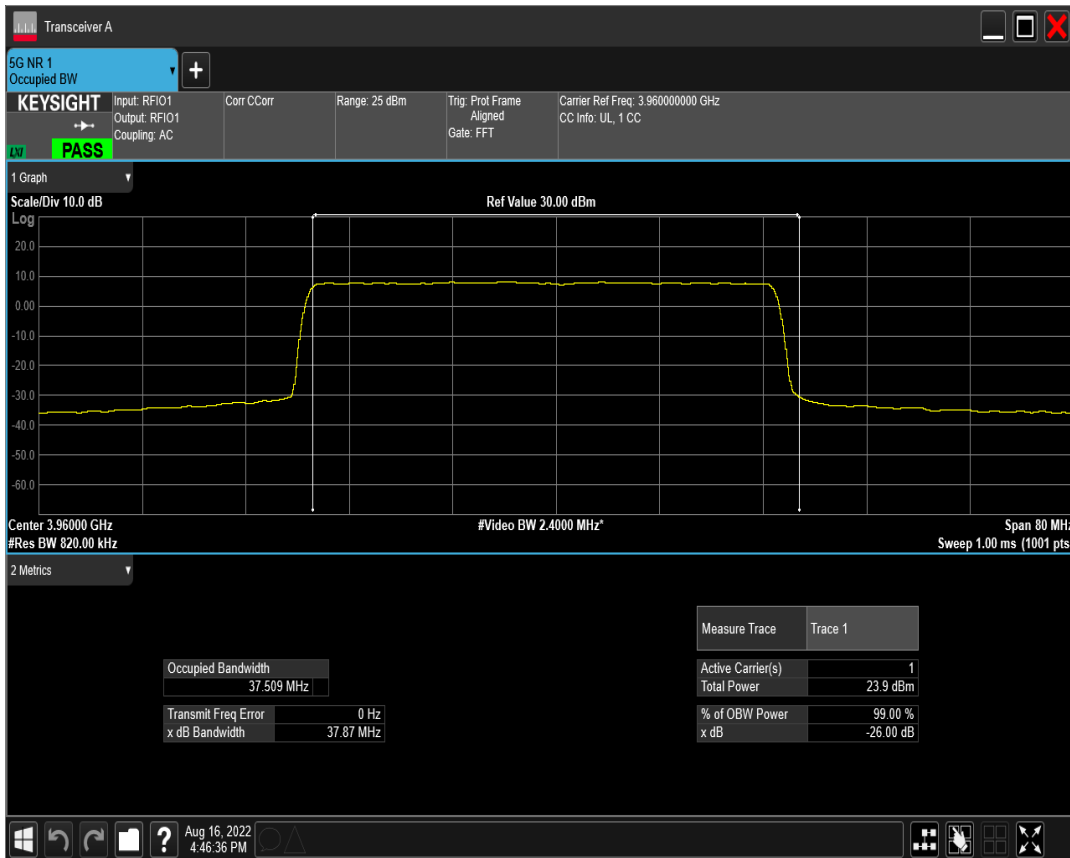 Transceiver A
5G NR 1
Occupied BW
+
KEYSIGHT
LXI
PASS
Input: RFIO1
Output: RFIO1
Coupling: AC
Corr CCorr
Range: 25 dBm
Trig: Prot Frame
Aligned
Gate: FFT
Carrier Ref Freq: 3.960000000 GHz
CC Info: UL, 1 CC
1 Graph
Scale/Div 10.0 dB
Ref Value 30.00 dBm
Log
20.0
10.0
0.00
-10.0
-20.0
-30.0
-40.0
-50.0
-60.0
Center 3.96000 GHz
#Video BW 2.4000 MHz*
Span 80 MHz
#Res BW 820.00 kHz
Sweep 1.00 ms (1001 pts
2 Metrics
Measure Trace Trace 1
Occupied Bandwidth
37.509 MHz
Active Carrier(s) 1
Total Power 23.9 dBm
Transmit Freq Error 0 Hz
x dB Bandwidth 37.87 MHz
% of OBW Power 99.00 %
x dB -26.00 dB
?
Aug 16, 2022
4:46:36 PM